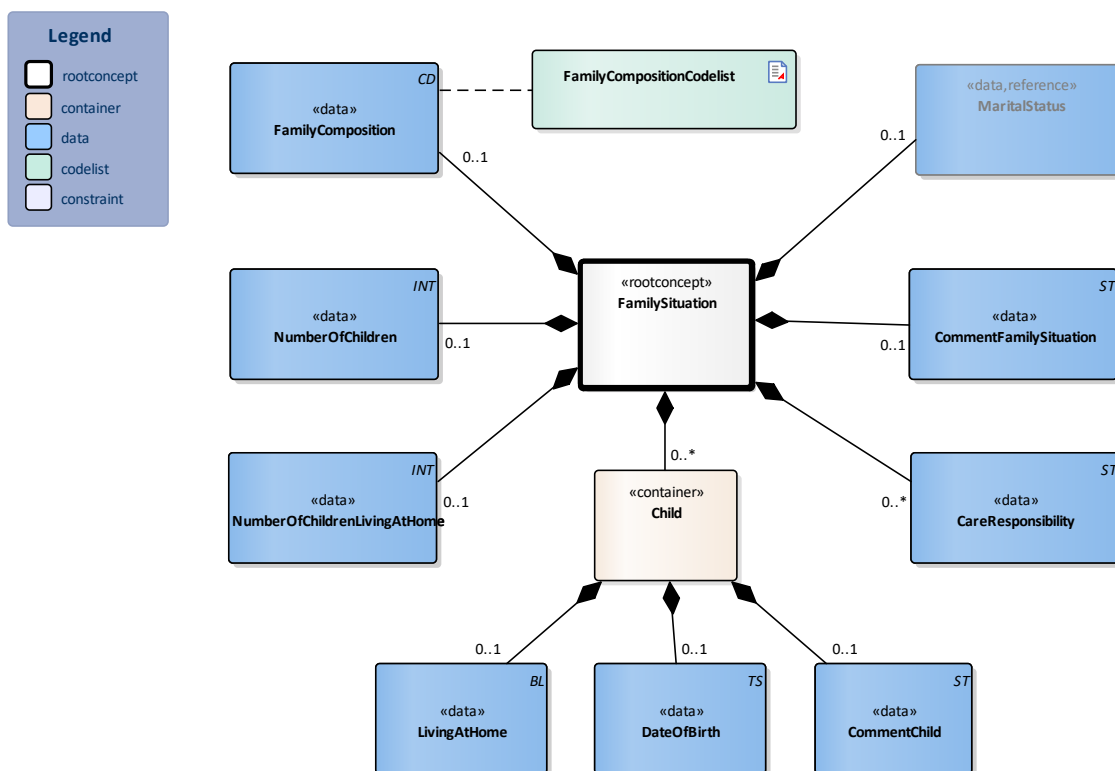 Legend
rootconcept
container
data
codelist
constraint
CD
«data»
FamilyComposition
FamilyCompositionCodelist
«data,reference»
MaritalStatus
0..1
0..1
INT
«data»
NumberOfChildren
0..1
«rootconcept»
FamilySituation
ST
«data»
CommentFamilySituation
0..1
INT
«data»
NumberOfChildrenLivingAtHome
0..1
0..*
«container»
Child
ST
«data»
CareResponsibility
0..*
0..1
0..1
0..1
BL
«data»
LivingAtHome
TS
«data»
DateOfBirth
ST
«data»
CommentChild